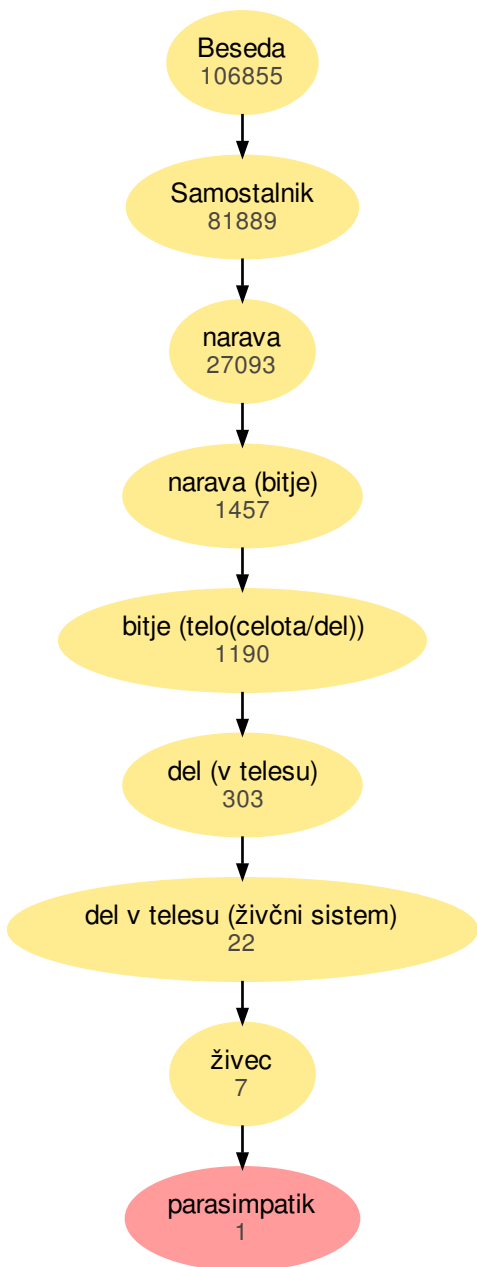 Beseda
106855
Samostalnik
81889
narava
27093
narava (bitje)
1457
bitje (telo(celota/del))
1190
del (v telesu)
303
del v telesu (živčni sistem)
22
živec
7
parasimpatik
1